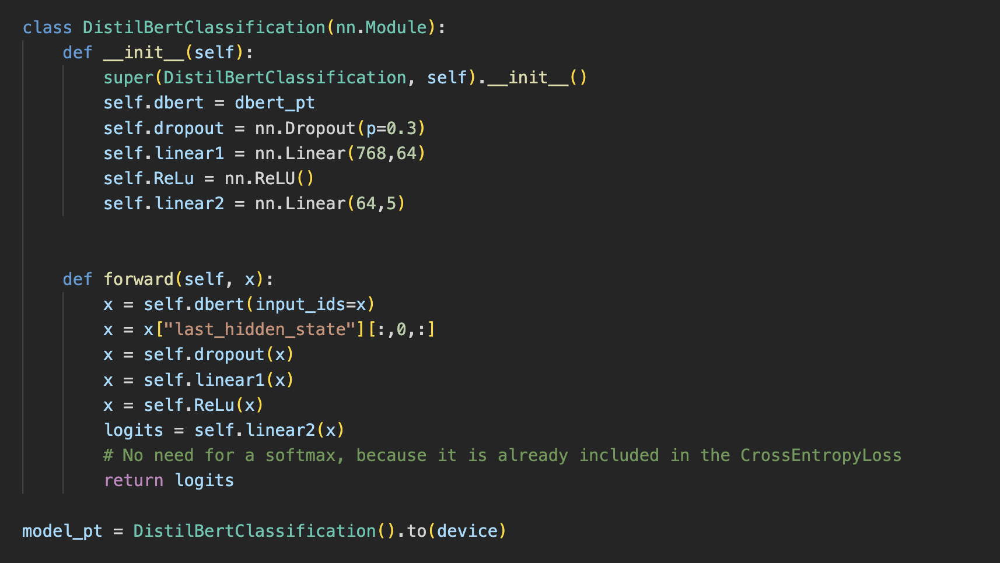 class DistilBertClassification(nn.Module):
    def __init__(self):
        super(DistilBertClassification, self).__init__()
        self.dbert = dbert_pt
        self.dropout = nn.Dropout(p=0.3)
        self.linear1 = nn.Linear(768,64)
        self.ReLu = nn.ReLU()
        self.linear2 = nn.Linear(64,5)
    def forward(self, x):
        x = self.dbert(input_ids=x)
        x = x["last_hidden_state"][:,0,:]
        x = self.dropout(x)
        x = self.linear1(x)
        x = self.ReLu(x)
        logits = self.linear2(x)
        # No need for a softmax, because it is already included in the CrossEntropyLoss
        return logits
model_pt = DistilBertClassification().to(device)